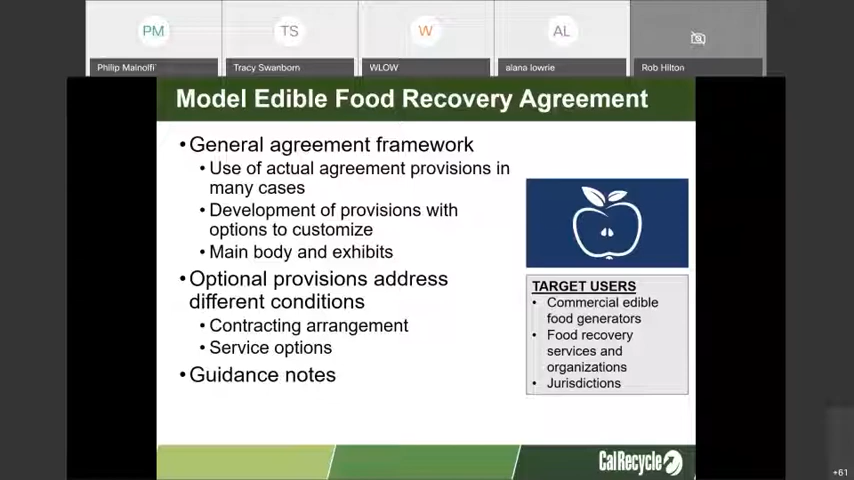 PM
TS
W
AL
Philip Mainolfi
Tracy Swanborn
WLOW
alana lowrie
Rob Hilton
Model Edible Food Recovery Agreement
•General agreement framework
• Use of actual agreement provisions in
many cases
• Development of provisions with
options to customize
• Main body and exhibits
•Optional provisions address
different conditions
• Contracting arrangement
• Service options
•Guidance notes
TARGET USERS
• Commercial edible
food generators
• Food recovery
services and
organizations
• Jurisdictions
CalRecycle
+61